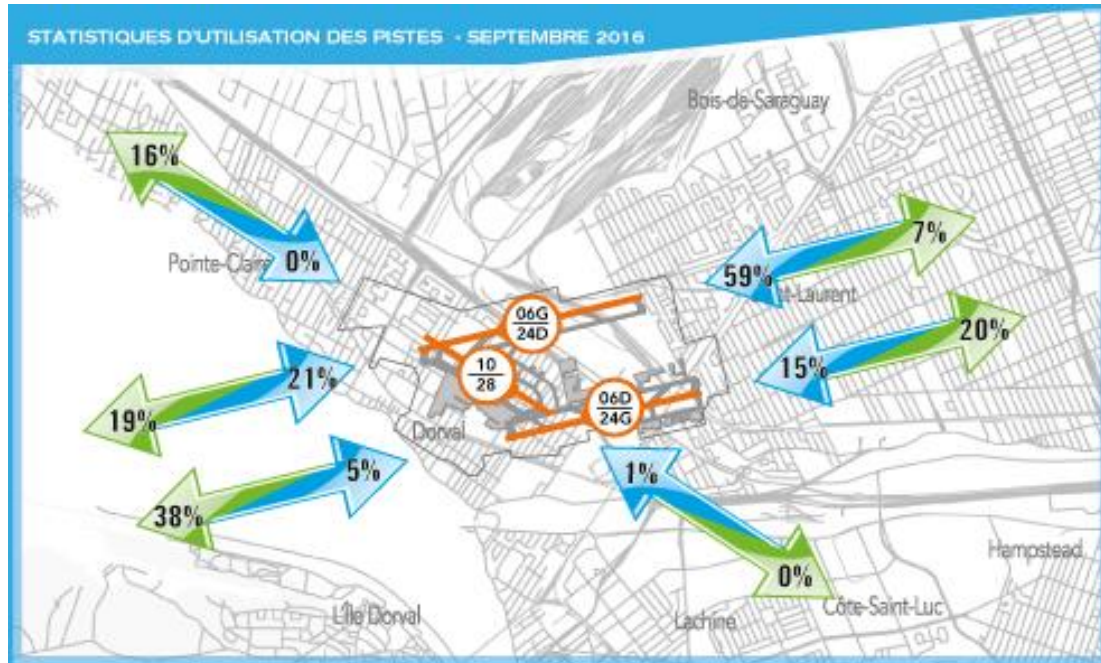 STATISTIQUES D'UTILISATION DES PISTES - SEPTEMBRE 2016
Bois-de-Saraguay
16%
7%
Pointe-Claire
0%
59%
t-Laurent
06G
24D
20%
10
28
15%
21%
06D
24G
19%
Dorval
5%
1%
38%
Hampstead
0%
L'Île Dorval
Lachine
Côte-Saint-Luc